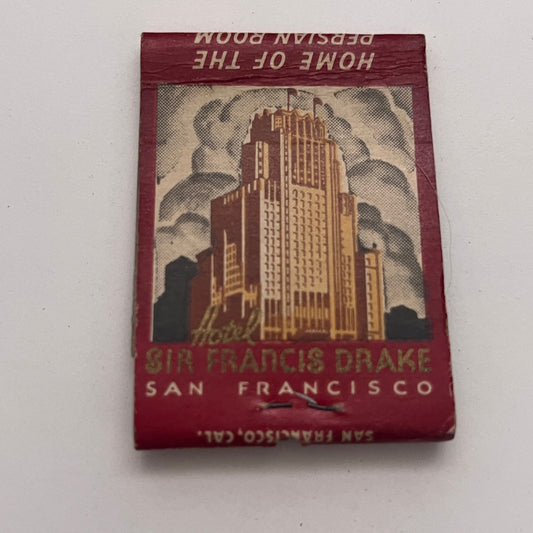 HOME OF THE
PERSIAN ROOM
Hotel
SIR FRANCIS DRAKE
SAN FRANCISCO
SAN FRANCISCO, CAL.